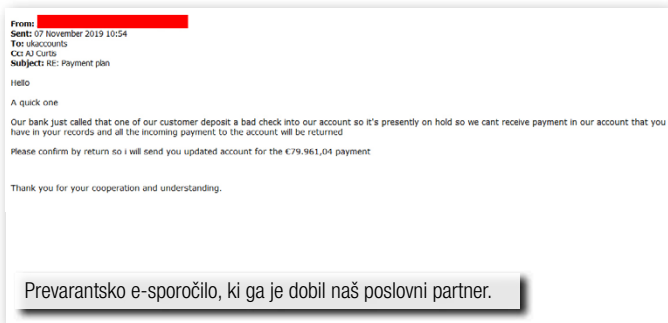 From:
Sent: 07 November 2019 10:54
To: ukaccounts
Cc: AJ Curtis
Subject: RE: Payment plan
Hello
A quick one
Our bank just called that one of our customer deposit a bad check into our account so it's presently on hold so we cant receive payment in our account that you
have in your records and all the incoming payment to the account will be returned
Please confirm by return so i will send you updated account for the €79.961,04 payment
Thank you for your cooperation and understanding.
Prevarantsko e-sporočilo, ki ga je dobil naš poslovni partner.